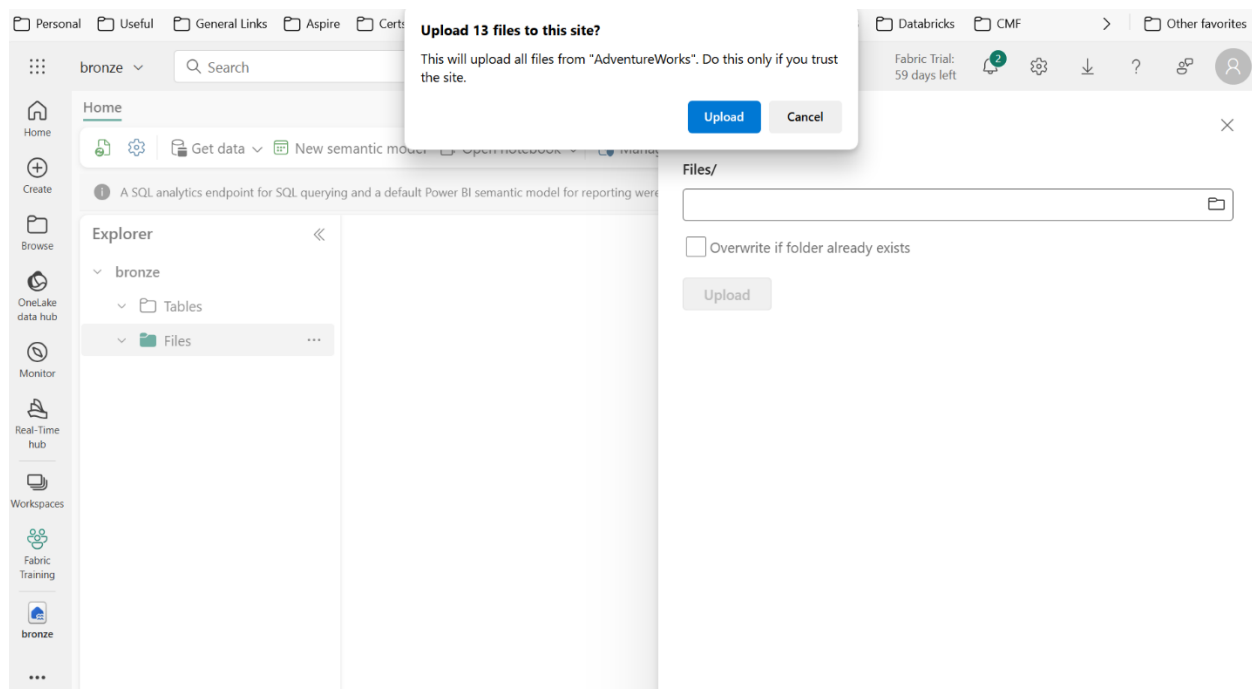 Personal
Useful
General Links
Aspire
Certs
Databricks
CMF
Other favorites
Upload 13 files to this site?
This will upload all files from "AdventureWorks". Do this only if you trust
the site.
Upload
Cancel
bronze
Search
Fabric Trial:
59 days left
2
?
Home
Create
Browse
OneLake
data hub
Monitor
Real-Time
hub
Workspaces
Fabric
Training
bronze
Home
Get data
New semantic model
Open notebook
A SQL analytics endpoint for SQL querying and a default Power BI semantic model for reporting were
Explorer
bronze
Tables
Files
Files/
Overwrite if folder already exists
Upload